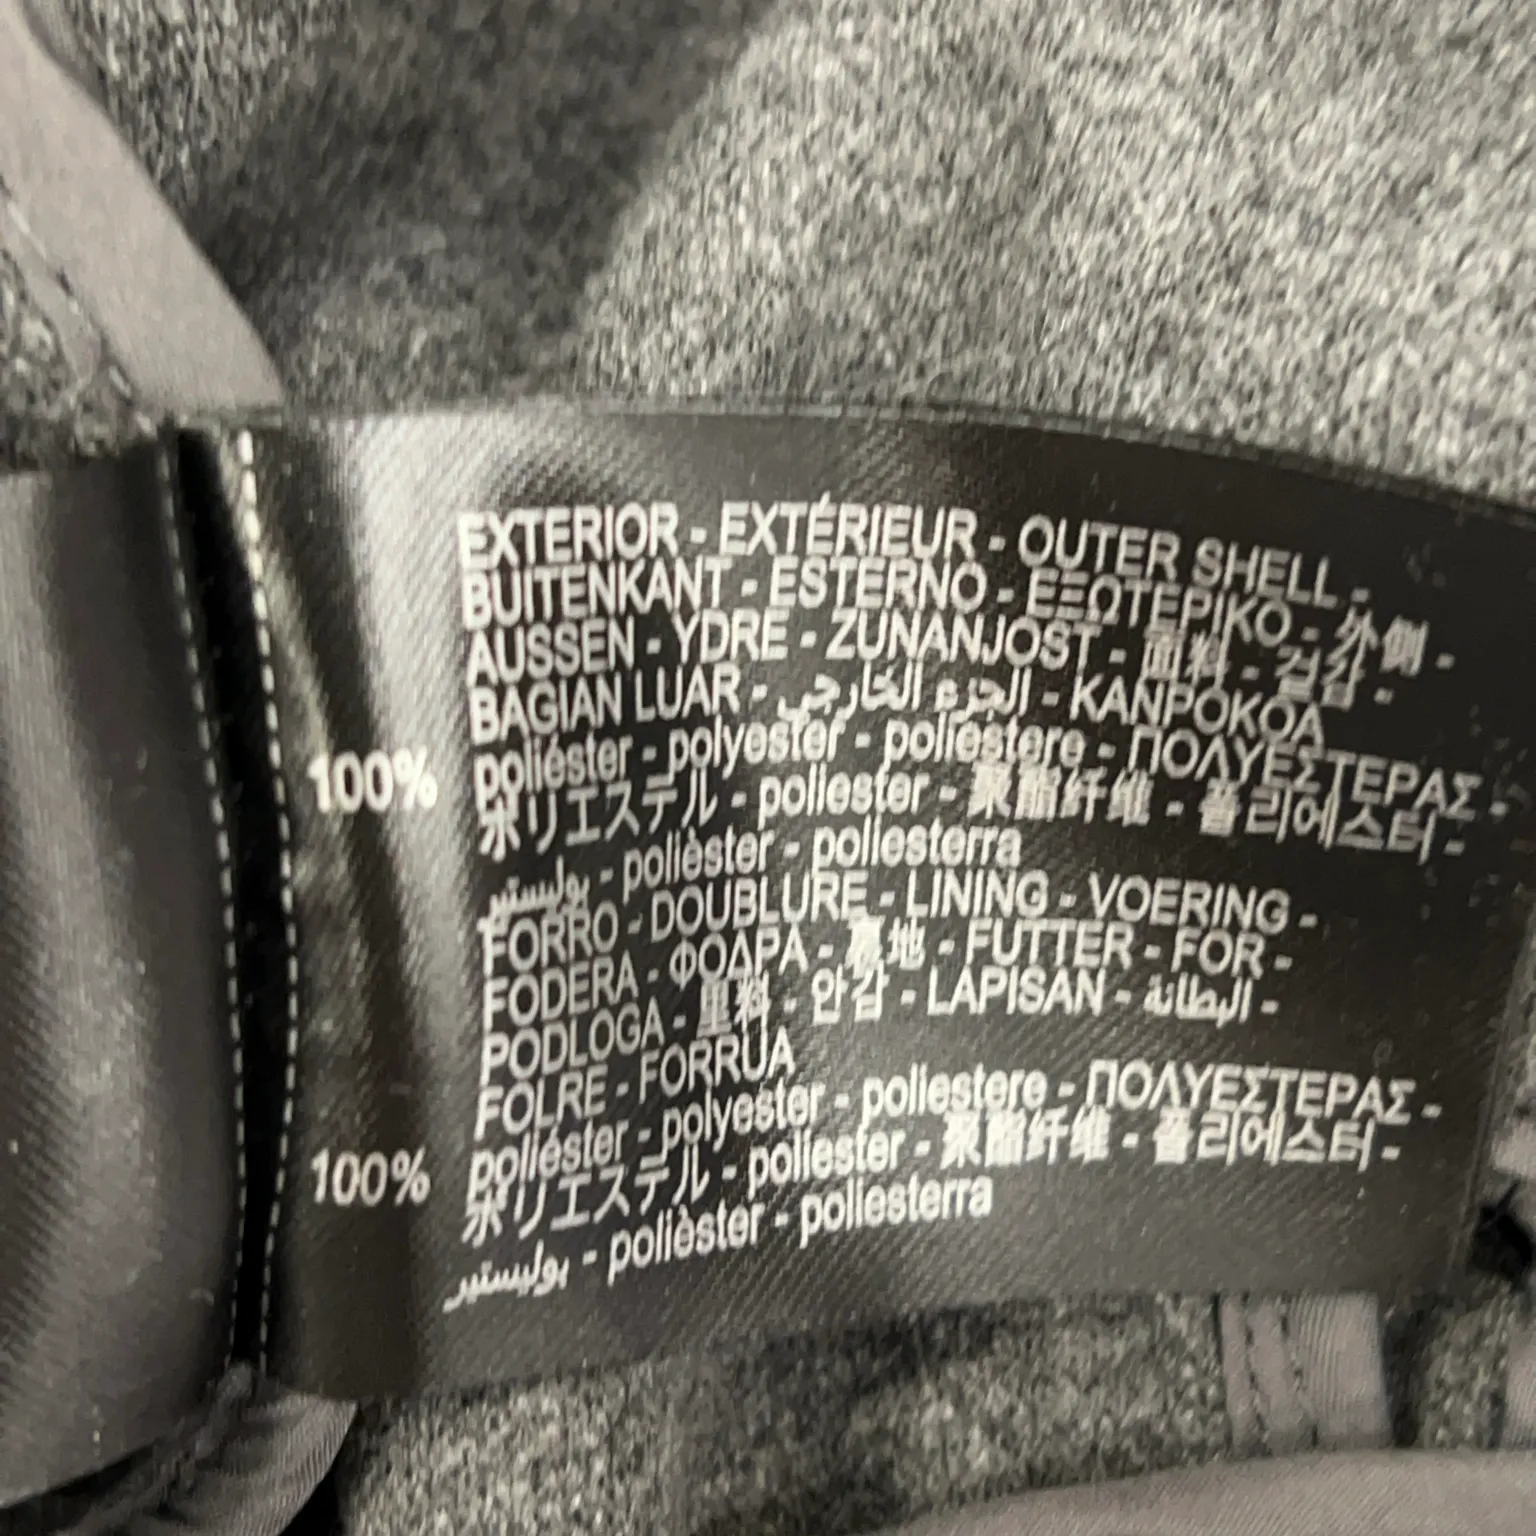 EXTERIOR - EXTÉRIEUR - OUTER SHELL -
BUITENKANT - ESTERNO - ΕΞΩΤΕΡΙΚΟ - 外側 -
AUSSEN - YDRE - ZUNANJOST - 面料 - 겉감 -
BAGIAN LUAR - الجزء الخارجي - KANPOKOA
100% poliéster - polyester - poliestere - ΠΟΛΥΕΣΤΕΡΑΣ -
ポリエステル - poliester - 聚酯纤维 - 폴리에스터 -
بوليستير - polièster - poliesterra
FORRO - DOUBLURE - LINING - VOERING -
FODERA - ΦΟΔΡΑ - 裏地 - FUTTER - FOR -
PODLOGA - 里料 - 안감 - LAPISAN - البطانة -
FOLRE - FORRUA
100% poliéster - polyester - poliestere - ΠΟΛΥΕΣΤΕΡΑΣ -
ポリエステル - poliester - 聚酯纤维 - 폴리에스터 -
بوليستير - polièster - poliesterra